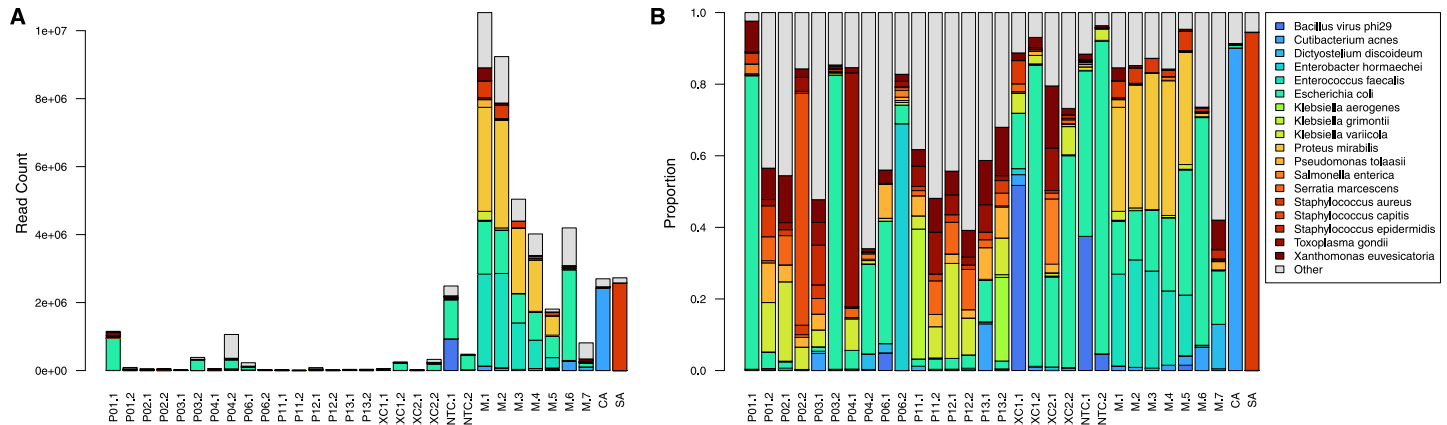 A
Read Count
1e+07
8e+06
6e+06
4e+06
2e+06
0e+00
P01.1 P01.2 P02.1 P02.2 P03.1 P03.2 P04.1 P04.2 P06.1 P06.2 P11.1 P11.2 P12.1 P12.2 P13.1 P13.2 XC1.1 XC1.2 XC2.1 XC2.2 NTC.1 NTC.2 M.1 M.2 M.3 M.4 M.5 M.6 M.7 CA SA
B
Proportion
1.0
0.8
0.6
0.4
0.2
0.0
P01.1 P01.2 P02.1 P02.2 P03.1 P03.2 P04.1 P04.2 P06.1 P06.2 P11.1 P11.2 P12.1 P12.2 P13.1 P13.2 XC1.1 XC1.2 XC2.1 XC2.2 NTC.1 NTC.2 M.1 M.2 M.3 M.4 M.5 M.6 M.7 CA SA
Bacillus virus phi29
Cutibacterium acnes
Dictyostelium discoideum
Enterobacter hormaechei
Enterococcus faecalis
Escherichia coli
Klebsiella aerogenes
Klebsiella grimontii
Klebsiella variicola
Proteus mirabilis
Pseudomonas tolaasii
Salmonella enterica
Serratia marcescens
Staphylococcus aureus
Staphylococcus capitis
Staphylococcus epidermidis
Toxoplasma gondii
Xanthomonas euvesicatoria
Other